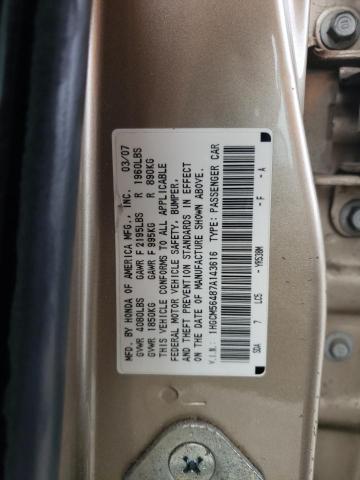 MFD. BY HONDA OF AMERICA MFG., INC. 03/07
GVWR 4080LBS GAWR F 2195LBS R 1960LBS
GVWR 1850KG GAWR F 995KG R 890KG
THIS VEHICLE CONFORMS TO ALL APPLICABLE
FEDERAL MOTOR VEHICLE SAFETY, BUMPER,
AND THEFT PREVENTION STANDARDS IN EFFECT
ON THE DATE OF MANUFACTURE SHOWN ABOVE.
V.I.N.: 1HGCM56487A143016 TYPE: PASSENGER CAR
SDA 7 LC5 -YR538M - F - A